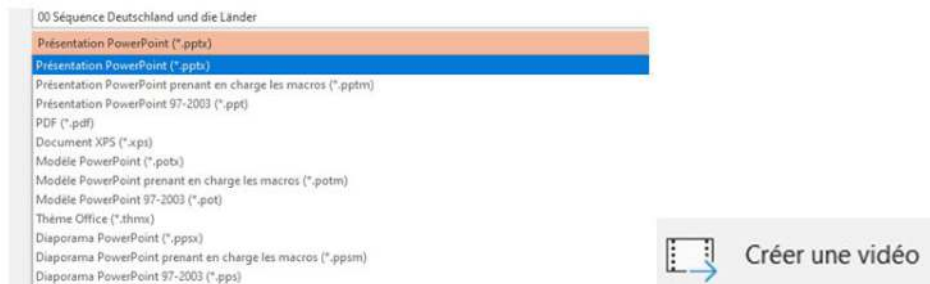 00 Séquence Deutschland und die Länder
Présentation PowerPoint (*.pptx)
Présentation PowerPoint (*.pptx)
Présentation PowerPoint prenant en charge les macros (*.pptm)
Présentation PowerPoint 97-2003 (*.ppt)
PDF (*.pdf)
Document XPS (*.xps)
Modèle PowerPoint (*.potx)
Modèle PowerPoint prenant en charge les macros (*.potm)
Modèle PowerPoint 97-2003 (*.pot)
Thème Office (*.thmx)
Diaporama PowerPoint (*.ppsx)
Diaporama PowerPoint prenant en charge les macros (*.ppsm)
Diaporama PowerPoint 97-2003 (*.pps)
Créer une vidéo